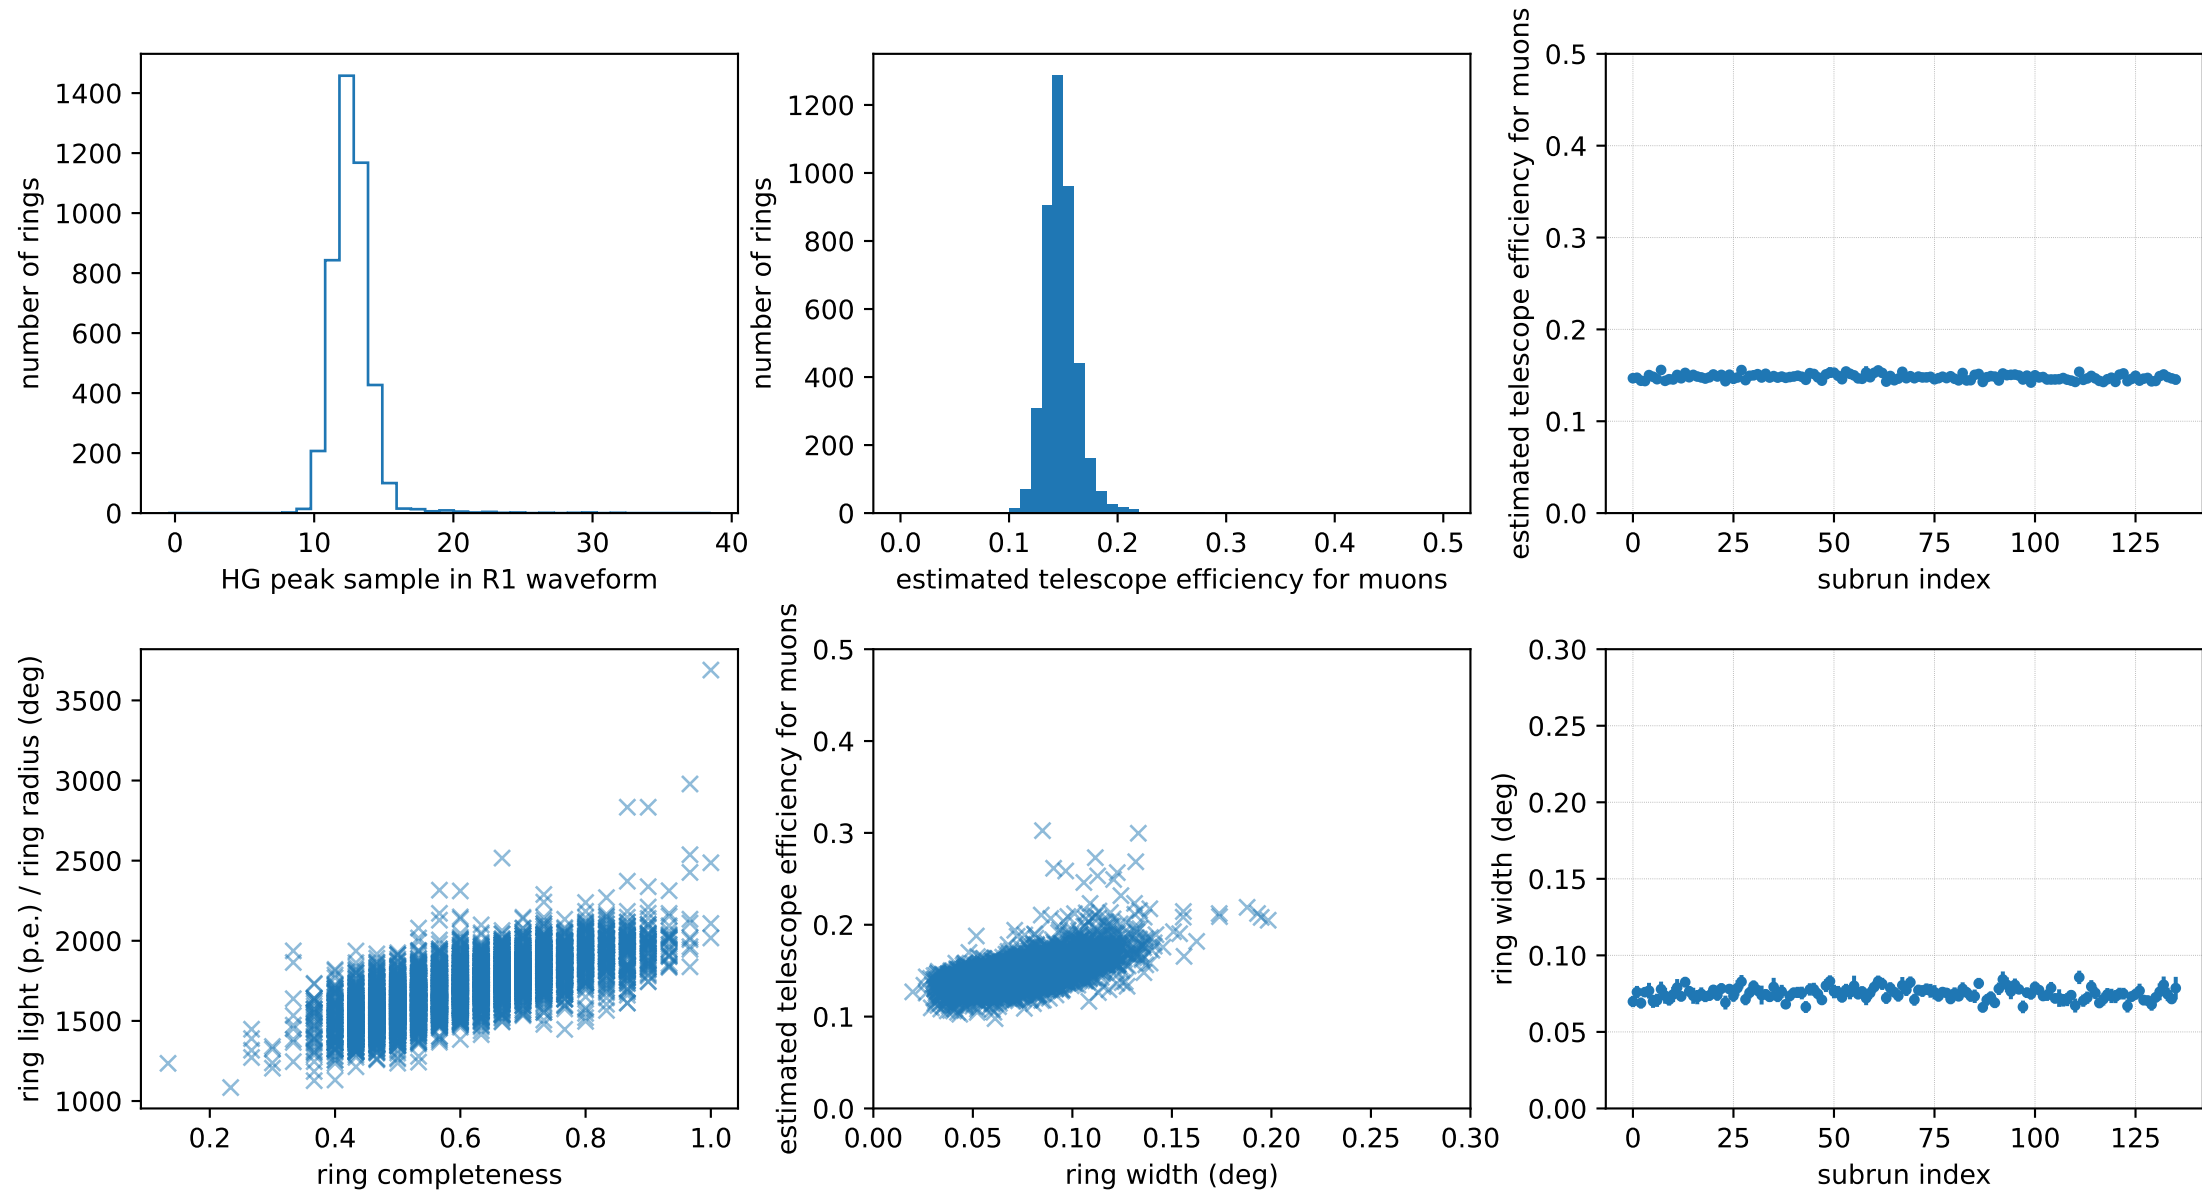 number of rings
1400
1200
1000
800
600
400
200
0
0 10 20 30 40
HG peak sample in R1 waveform
number of rings
1200
1000
800
600
400
200
0
0.0 0.1 0.2 0.3 0.4 0.5
estimated telescope efficiency for muons
estimated telescope efficiency for muons
0.5
0.4
0.3
0.2
0.1
0.0
0 25 50 75 100 125
subrun index
ring light (p.e.) / ring radius (deg)
3500
3000
2500
2000
1500
1000
0.2 0.4 0.6 0.8 1.0
ring completeness
estimated telescope efficiency for muons
0.5
0.4
0.3
0.2
0.1
0.0
0.00 0.05 0.10 0.15 0.20 0.25 0.30
ring width (deg)
ring width (deg)
0.30
0.25
0.20
0.15
0.10
0.05
0.00
0 25 50 75 100 125
subrun index